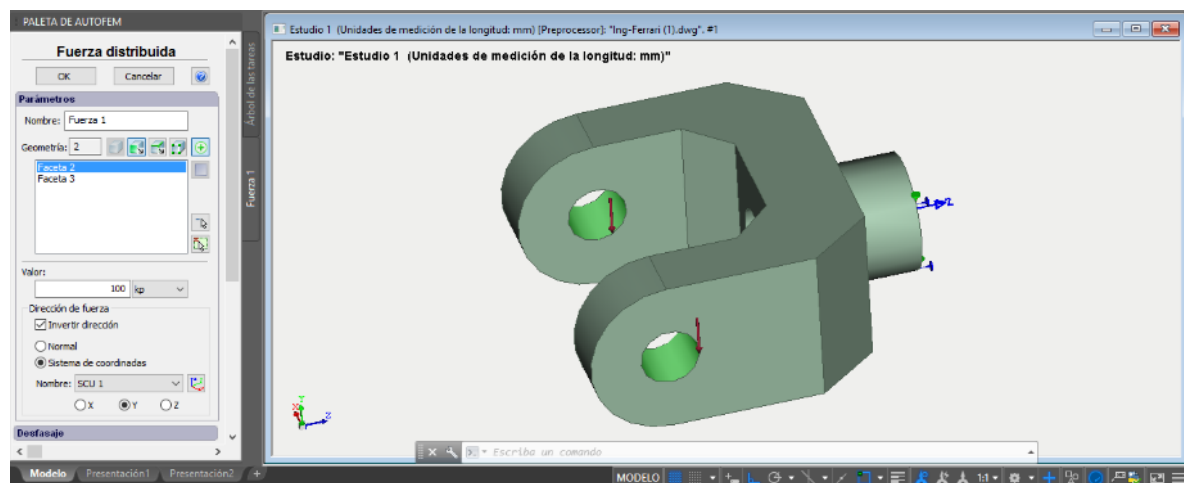 PALETA DE AUTOFEM
Fuerza distribuida
OK Cancelar
Parámetros
Nombre: Fuerza 1
Geometría: 2
Faceta 2
Faceta 3
Valor:
100 kp
Dirección de fuerza
Invertir dirección
Normal
Sistema de coordinadas
Nombre: SCU 1
X Y Z
Desfasaje
Árbol de las tareas
Fuerza 1
Estudio 1 (Unidades de medición de la longitud: mm) [Preprocessor]: "Ing-Ferrari (1).dwg". #1
Estudio: "Estudio 1 (Unidades de medición de la longitud: mm)"
Z
X Y Z
Escriba un comando
Modelo Presentación1 Presentación2 +
MODELO 1:1